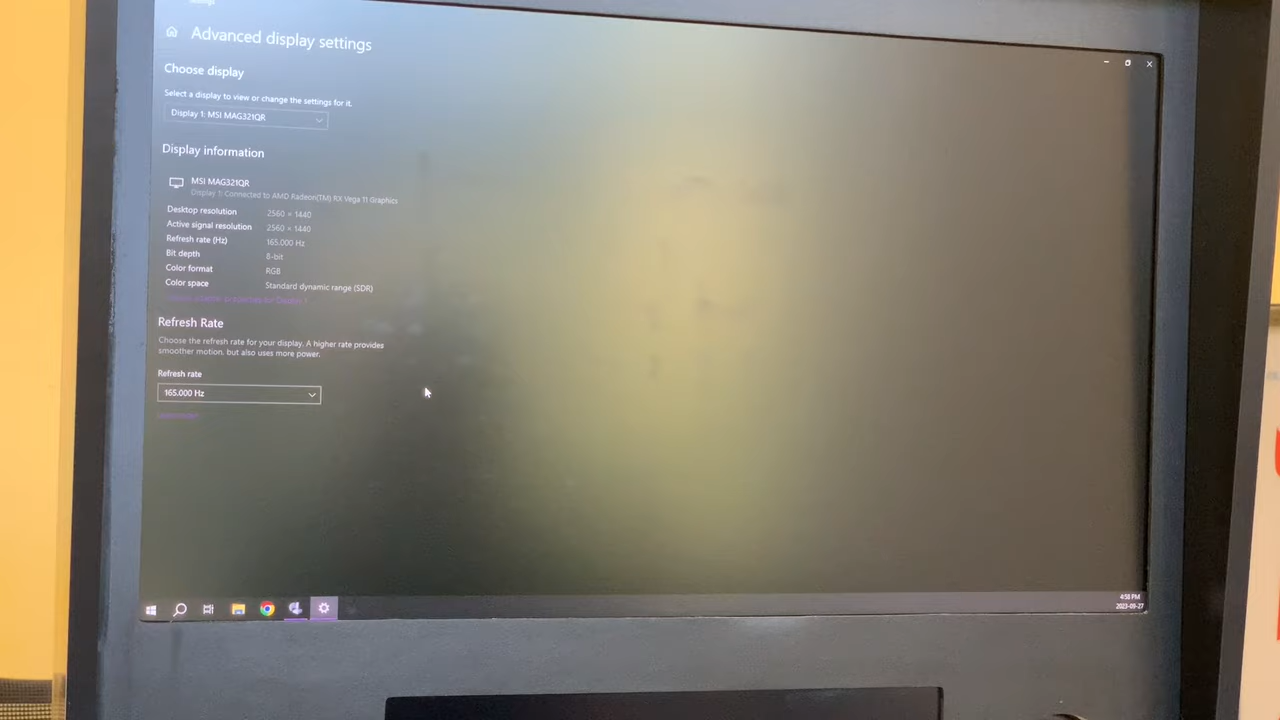 Advanced display settings
Choose display
Select a display to view or change the settings for it.
Display 1: MSI MAG321QR
Display information
MSI MAG321QR
Display 1: Connected to AMD Radeon(TM) RX Vega 11 Graphics
Desktop resolution 2560 × 1440
Active signal resolution 2560 × 1440
Refresh rate (Hz) 165.000 Hz
Bit depth 8-bit
Color format RGB
Color space Standard dynamic range (SDR)
Refresh Rate
Choose the refresh rate for your display. A higher rate provides
smoother motion, but also uses more power.
Refresh rate
165.000 Hz
4:58 PM
2023-09-27